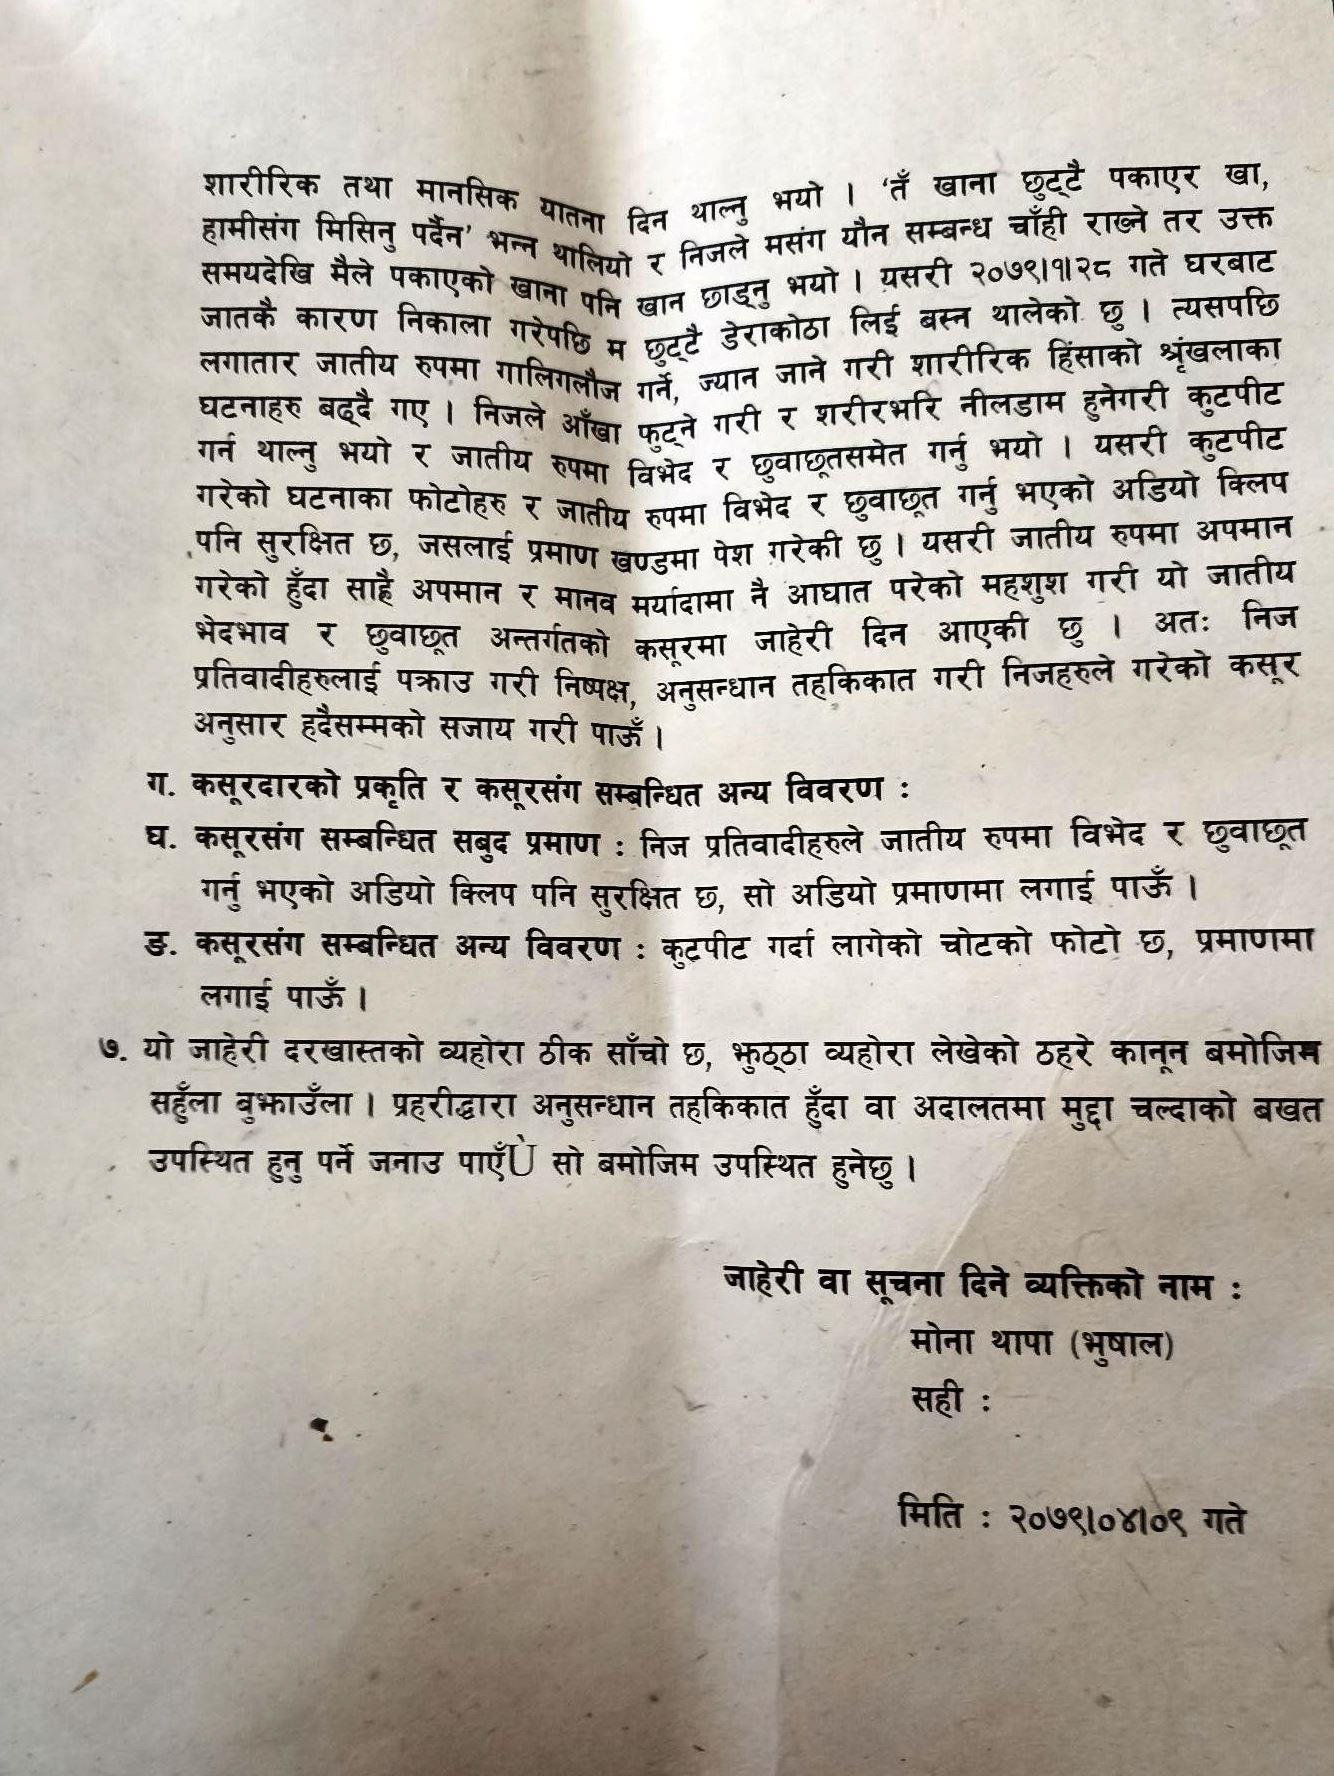 शारीरिक तथा मानसिक यातना दिन थाल्नु भयो । ‘तँ खाना छुट्टै पकाएर खा,
हामीसंग मिसिनु पर्दैन’ भन्न थालियो र निजले मसंग यौन सम्बन्ध चाँही राख्ने तर उक्त
समयदेखि मैले पकाएको खाना पनि खान छाड्नु भयो । यसरी २०७९।१।२८ गते घरबाट
जातकै कारण निकाला गरेपछि म छुट्टै डेराकोठा लिई बस्न थालेको छु । त्यसपछि
लगातार जातीय रुपमा गालिगलौज गर्ने, ज्यान जाने गरी शारीरिक हिंसाको श्रृंखलाका
घटनाहरु बढ्दै गए । निजले आँखा फुट्ने गरी र शरीरभरि नीलडाम हुनेगरी कुटपीट
गर्न थाल्नु भयो र जातीय रुपमा विभेद र छुवाछूतसमेत गर्नु भयो । यसरी कुटपीट
गरेको घटनाका फोटोहरु र जातीय रुपमा विभेद र छुवाछूत गर्नु भएको अडियो क्लिप
पनि सुरक्षित छ, जसलाई प्रमाण खण्डमा पेश गरेकी छु । यसरी जातीय रुपमा अपमान
गरेको हुँदा साह्रै अपमान र मानव मर्यादामा नै आघात परेको महशुश गरी यो जातीय
भेदभाव र छुवाछूत अन्तर्गतको कसूरमा जाहेरी दिन आएकी छु । अतः निज
प्रतिवादीहरुलाई पक्राउ गरी निष्पक्ष, अनुसन्धान तहकिकात गरी निजहरुले गरेको कसूर
अनुसार हदैसम्मको सजाय गरी पाऊँ ।
ग. कसूरदारको प्रकृति र कसूरसंग सम्बन्धित अन्य विवरण :
घ. कसूरसंग सम्बन्धित सबुद प्रमाण : निज प्रतिवादीहरुले जातीय रुपमा विभेद र छुवाछूत
गर्नु भएको अडियो क्लिप पनि सुरक्षित छ, सो अडियो प्रमाणमा लगाई पाऊँ ।
ङ. कसूरसंग सम्बन्धित अन्य विवरण : कुटपीट गर्दा लागेको चोटको फोटो छ, प्रमाणमा
लगाई पाऊँ ।
७. यो जाहेरी दरखास्तको व्यहोरा ठीक साँचो छ, झुठ्ठा व्यहोरा लेखेको ठहरे कानून बमोजिम
सहुँला बुझाउँला । प्रहरीद्धारा अनुसन्धान तहकिकात हुँदा वा अदालतमा मुद्दा चल्दाको बखत
उपस्थित हुनु पर्ने जनाउ पाएँÙ सो बमोजिम उपस्थित हुनेछु ।
जाहेरी वा सूचना दिने व्यक्तिको नाम :
मोना थापा (भुषाल)
सही :
मिति : २०७९।०४।०९ गते